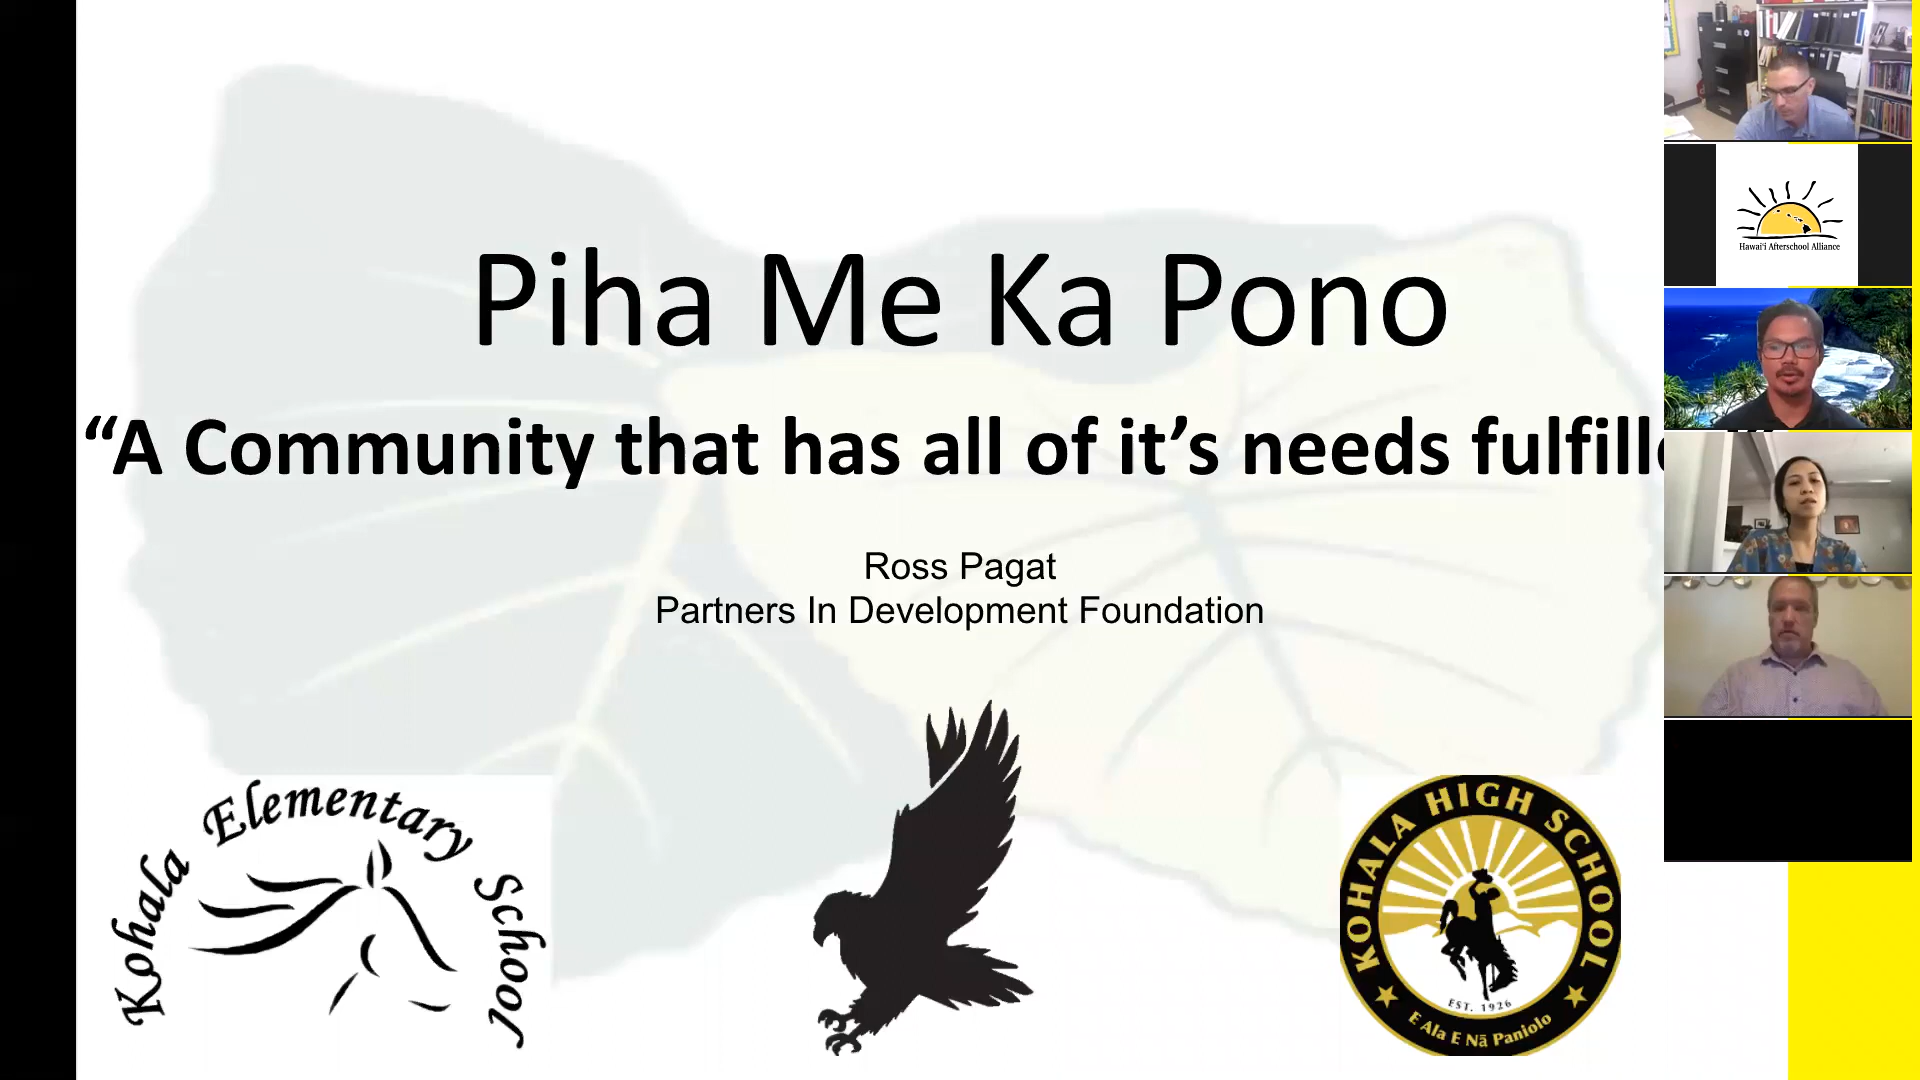 Piha Me Ka Pono
“A Community that has all of it’s needs fulfill
Ross Pagat
Partners In Development Foundation
Kohala Elementary School
KOHALA HIGH SCHOOL
EST. 1926
E Ala E Nā Paniolo
Hawai‘i Afterschool Alliance